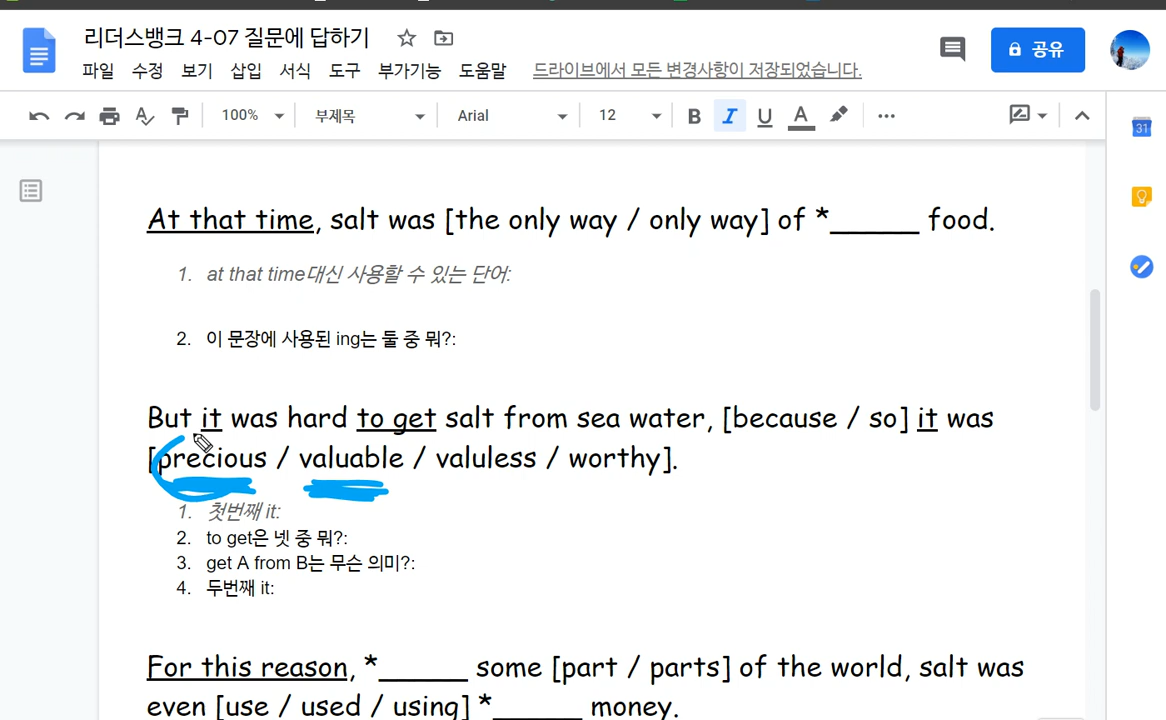 리더스뱅크 4-07 질문에 답하기
공유
파일 수정 보기 삽입 서식 도구 부가기능 도움말 드라이브에서 모든 변경사항이 저장되었습니다.
100% 부제목 Arial 12 B I U A
31
At that time, salt was [the only way / only way] of *______ food.
1. at that time대신 사용할 수 있는 단어:
2. 이 문장에 사용된 ing는 둘 중 뭐?:
But it was hard to get salt from sea water, [because / so] it was
[precious / valuable / valuless / worthy].
1. 첫번째 it:
2. to get은 넷 중 뭐?:
3. get A from B는 무슨 의미?:
4. 두번째 it:
For this reason, *______ some [part / parts] of the world, salt was
even [use / used / using] *______ money.